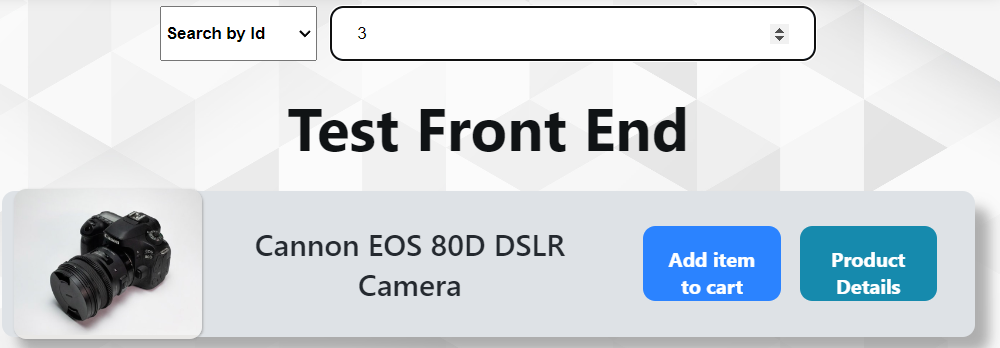 Search by Id
3
Test Front End
Cannon EOS 80D DSLR
Camera
Add item
to cart
Product
Details